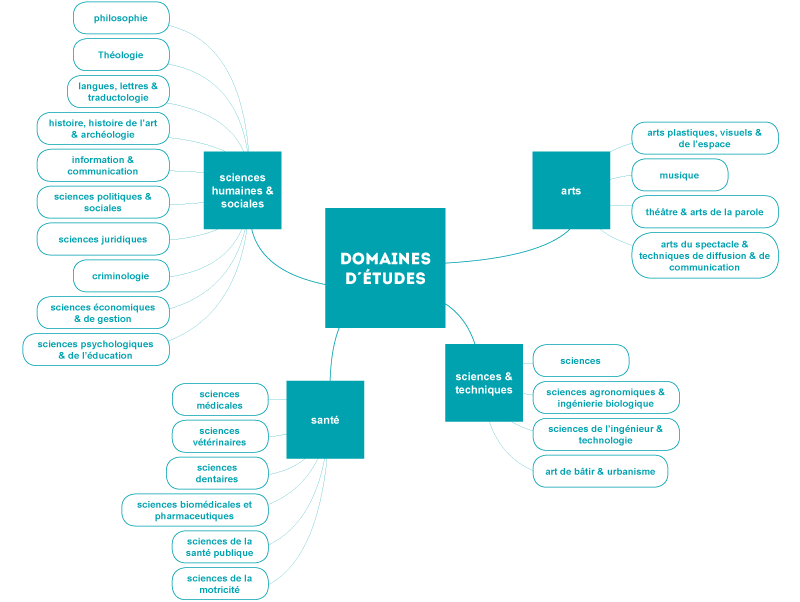 philosophie
Théologie
langues, lettres &
traductologie
histoire, histoire de l'art
& archéologie
information &
communication
sciences politiques &
sociales
sciences juridiques
criminologie
sciences économiques
& de gestion
sciences psychologiques
& de l'éducation
sciences
humaines &
sociales
DOMAINES
D'ÉTUDES
arts
arts plastiques, visuels &
de l'espace
musique
théâtre & arts de la parole
arts du spectacle &
techniques de diffusion & de
communication
sciences &
techniques
sciences
sciences agronomiques &
ingénierie biologique
sciences de l'ingénieur &
technologie
art de bâtir & urbanisme
santé
sciences
médicales
sciences
vétérinaires
sciences
dentaires
sciences biomédicales et
pharmaceutiques
sciences de la
santé publique
sciences de la
motricité